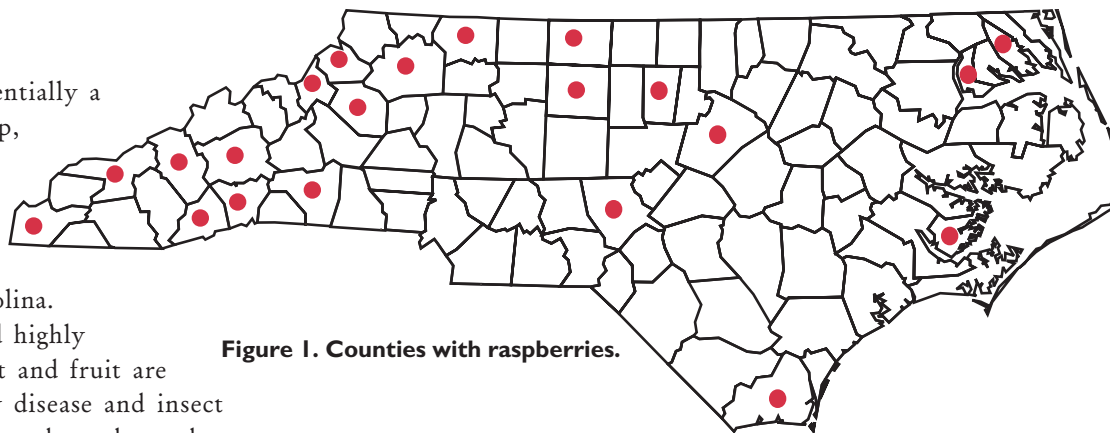 entially a
p,
olina.
l highly
t and fruit are
y disease and insect
Figure 1. Counties with raspberries.